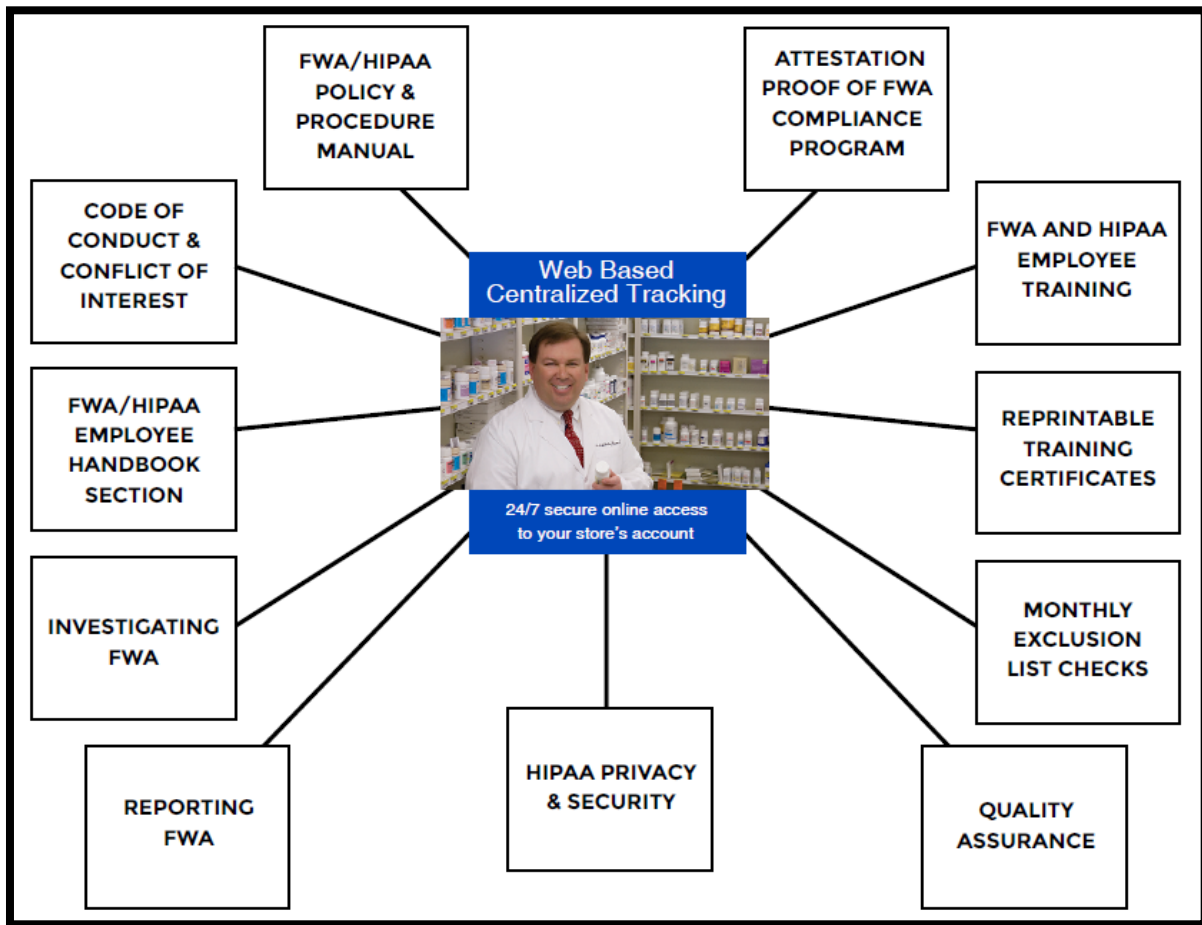 FWA/HIPAA
POLICY &
PROCEDURE
MANUAL
ATTESTATION
PROOF OF FWA
COMPLIANCE
PROGRAM
CODE OF
CONDUCT &
CONFLICT OF
INTEREST
FWA AND HIPAA
EMPLOYEE
TRAINING
Web Based
Centralized Tracking
FWA/HIPAA
EMPLOYEE
HANDBOOK
SECTION
REPRINTABLE
TRAINING
CERTIFICATES
24/7 secure online access
to your store's account
INVESTIGATING
FWA
MONTHLY
EXCLUSION
LIST CHECKS
REPORTING
FWA
HIPAA PRIVACY
& SECURITY
QUALITY
ASSURANCE